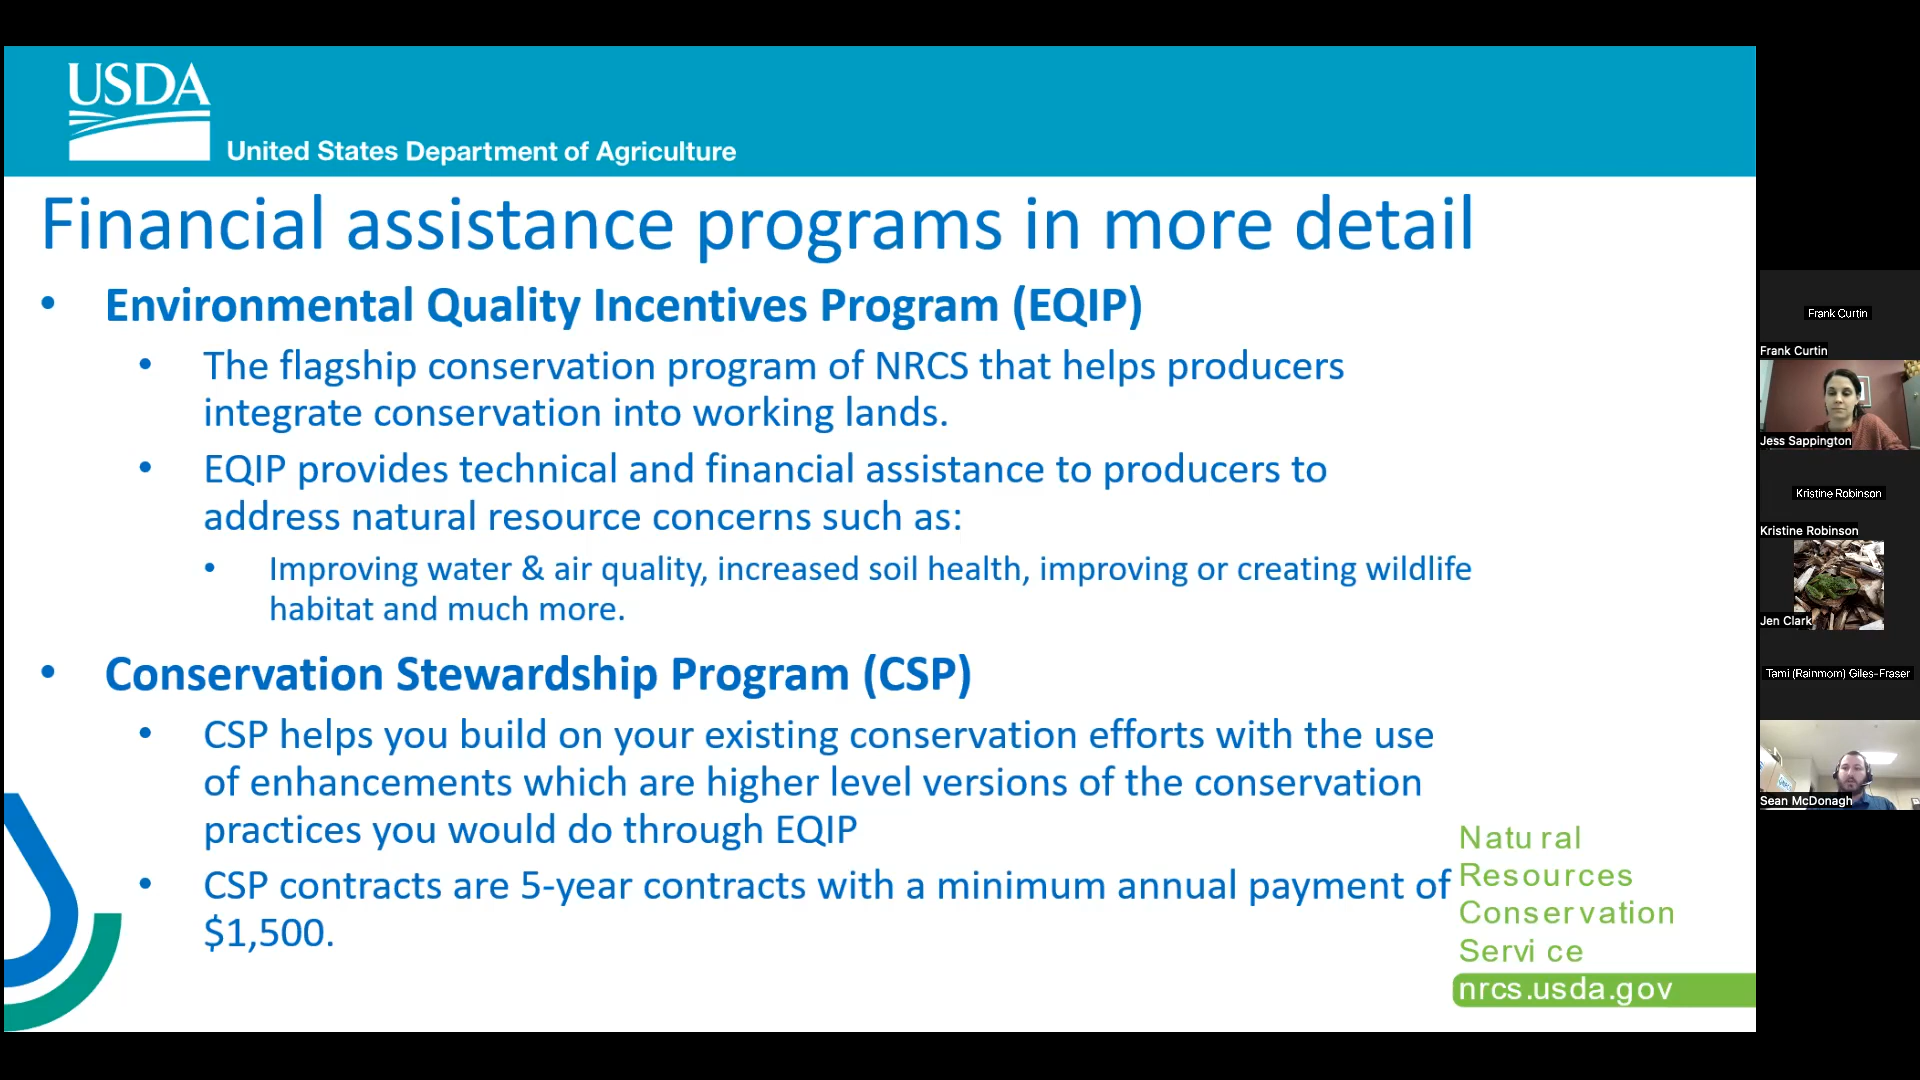 USDA
United States Department of Agriculture
Financial assistance programs in more detail
• Environmental Quality Incentives Program (EQIP)
• The flagship conservation program of NRCS that helps producers
integrate conservation into working lands.
• EQIP provides technical and financial assistance to producers to
address natural resource concerns such as:
• Improving water & air quality, increased soil health, improving or creating wildlife
habitat and much more.
• Conservation Stewardship Program (CSP)
• CSP helps you build on your existing conservation efforts with the use
of enhancements which are higher level versions of the conservation
practices you would do through EQIP
• CSP contracts are 5-year contracts with a minimum annual payment of
$1,500.
Natural
Resources
Conservation
Service
nrcs.usda.gov
Frank Curtin
Frank Curtin
Jess Sappington
Kristine Robinson
Kristine Robinson
Jen Clark
Tami (Rainmom) Giles-Fraser
Sean McDonagh